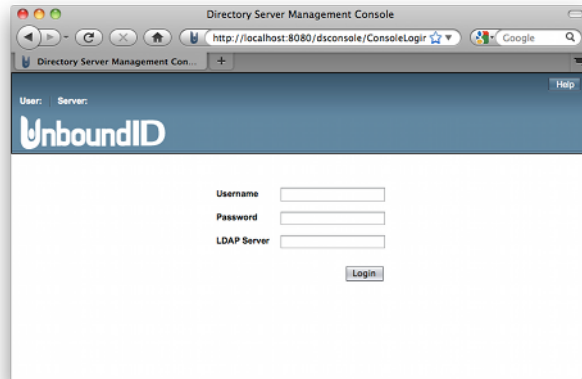 Directory Server Management Console
http://localhost:8080/dsconsole/ConsoleLogir
Google
Directory Server Management Con...
+
Help
User: Server:
UnboundID
Username
Password
LDAP Server
Login